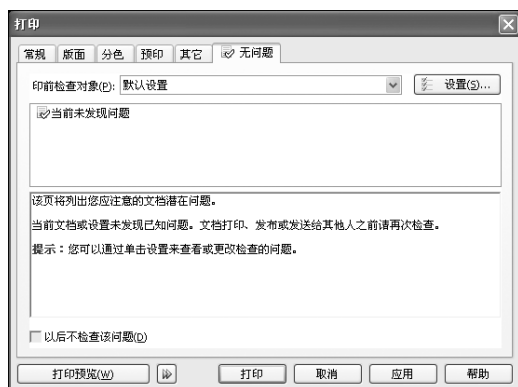 打印
常规 版面 分色 预印 其它 无问题
印前检查对象(P): 默认设置 设置(S)...
当前未发现问题
该页将列出您应注意的文档潜在问题。
当前文档或设置未发现已知问题。文档打印、发布或发送给其他人之前请再次检查。
提示：您可以通过单击设置来查看或更改检查的问题。
以后不检查该问题(D)
打印预览(W) 打印 取消 应用 帮助